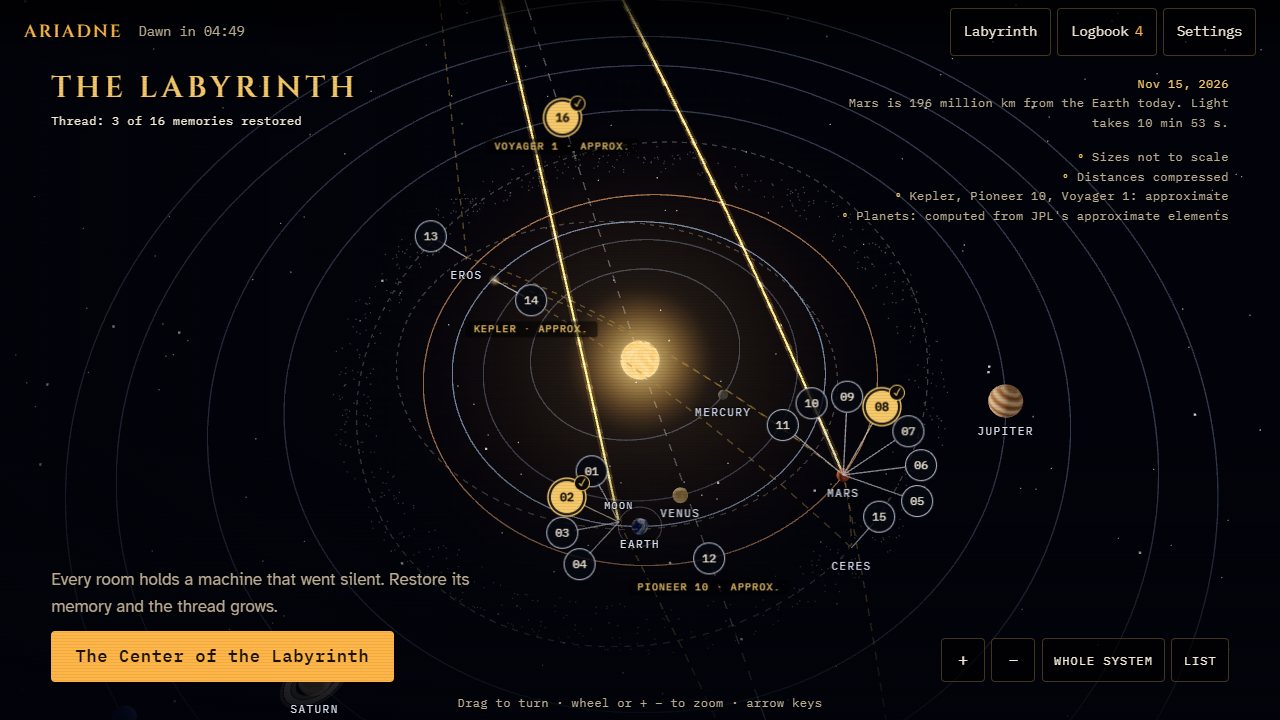 ARIADNE
Dawn in 04:49
Labyrinth
Logbook 4
Settings
THE LABYRINTH
Thread: 3 of 16 memories restored
Nov 15, 2026
Mars is 196 million km from the Earth today. Light
takes 10 min 53 s.
° Sizes not to scale
° Distances compressed
° Kepler, Pioneer 10, Voyager 1: approximate
° Planets: computed from JPL's approximate elements
16
VOYAGER 1 · APPROX.
13
EROS
14
KEPLER · APPROX.
MERCURY
11
10
09
08
07
06
05
15
MARS
JUPITER
01
02
03
04
MOON
VENUS
EARTH
12
PIONEER 10 · APPROX.
CERES
Every room holds a machine that went silent. Restore its
memory and the thread grows.
The Center of the Labyrinth
+
−
WHOLE SYSTEM
LIST
SATURN
Drag to turn · wheel or + − to zoom · arrow keys